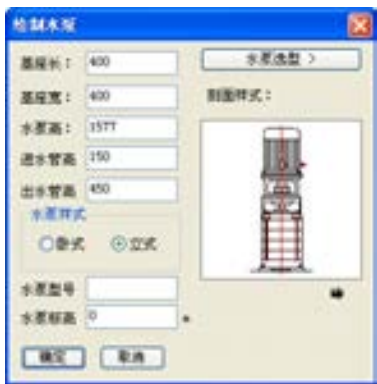 绘制水泵
基座长： 400
水泵选型 >
基座宽： 400
剖面样式：
水泵高： 1577
进水管高 150
出水管高 450
水泵样式
卧式 立式
水泵型号
水泵标高 0 m
确定 取消